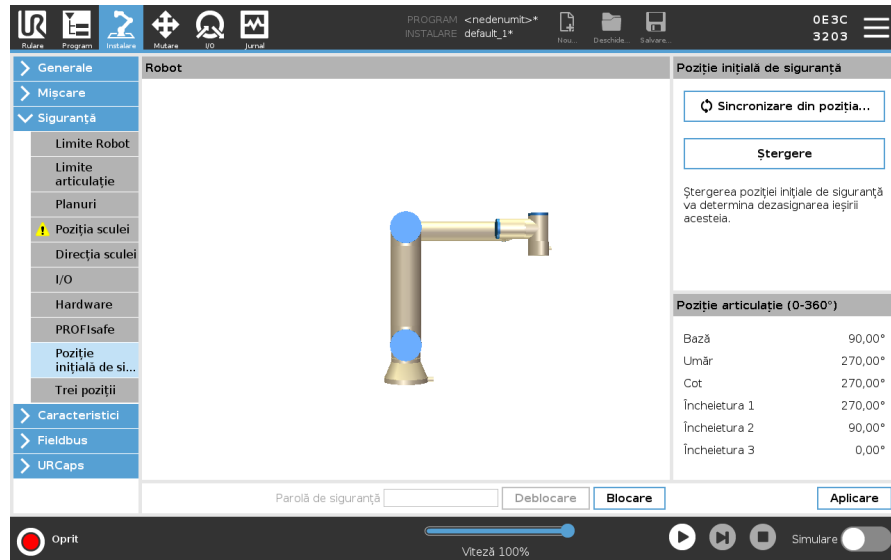 PROGRAM <nedenumit>*
INSTALARE default_1*
0E3C
3203
Rulare Program Instalare Mutare I/O Jurnal Nou... Deschide... Salvare...
Generale
Mișcare
Siguranță
Limite Robot
Limite
articulație
Planuri
Poziția sculei
Direcția sculei
I/O
Hardware
PROFIsafe
Poziție
inițială de si...
Trei poziții
Caracteristici
Fieldbus
URCaps
Robot
Poziție inițială de siguranță
Sincronizare din poziția...
Ștergere
Ștergerea poziției inițiale de siguranță
va determina dezasignarea ieșirii
acesteia.
Poziție articulație (0-360°)
Bază 90,00°
Umăr 270,00°
Cot 270,00°
Încheietura 1 270,00°
Încheietura 2 90,00°
Încheietura 3 0,00°
Parolă de siguranță Deblocare Blocare Aplicare
Oprit
Viteză 100%
Simulare